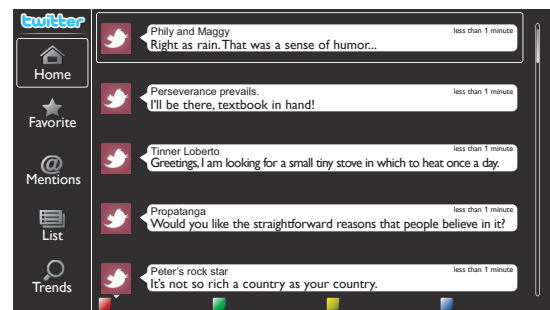 twitter
Home
Favorite
@
Mentions
List
Trends
Phily and Maggy
less than 1 minute
Right as rain. That was a sense of humor...
Perseverance prevails.
less than 1 minute
I'll be there, textbook in hand!
Tinner Loberto
less than 1 minute
Greetings, I am looking for a small tiny stove in which to heat once a day.
Propatanga
less than 1 minute
Would you like the straightforward reasons that people believe in it?
Peter's rock star
less than 1 minute
It's not so rich a country as your country.